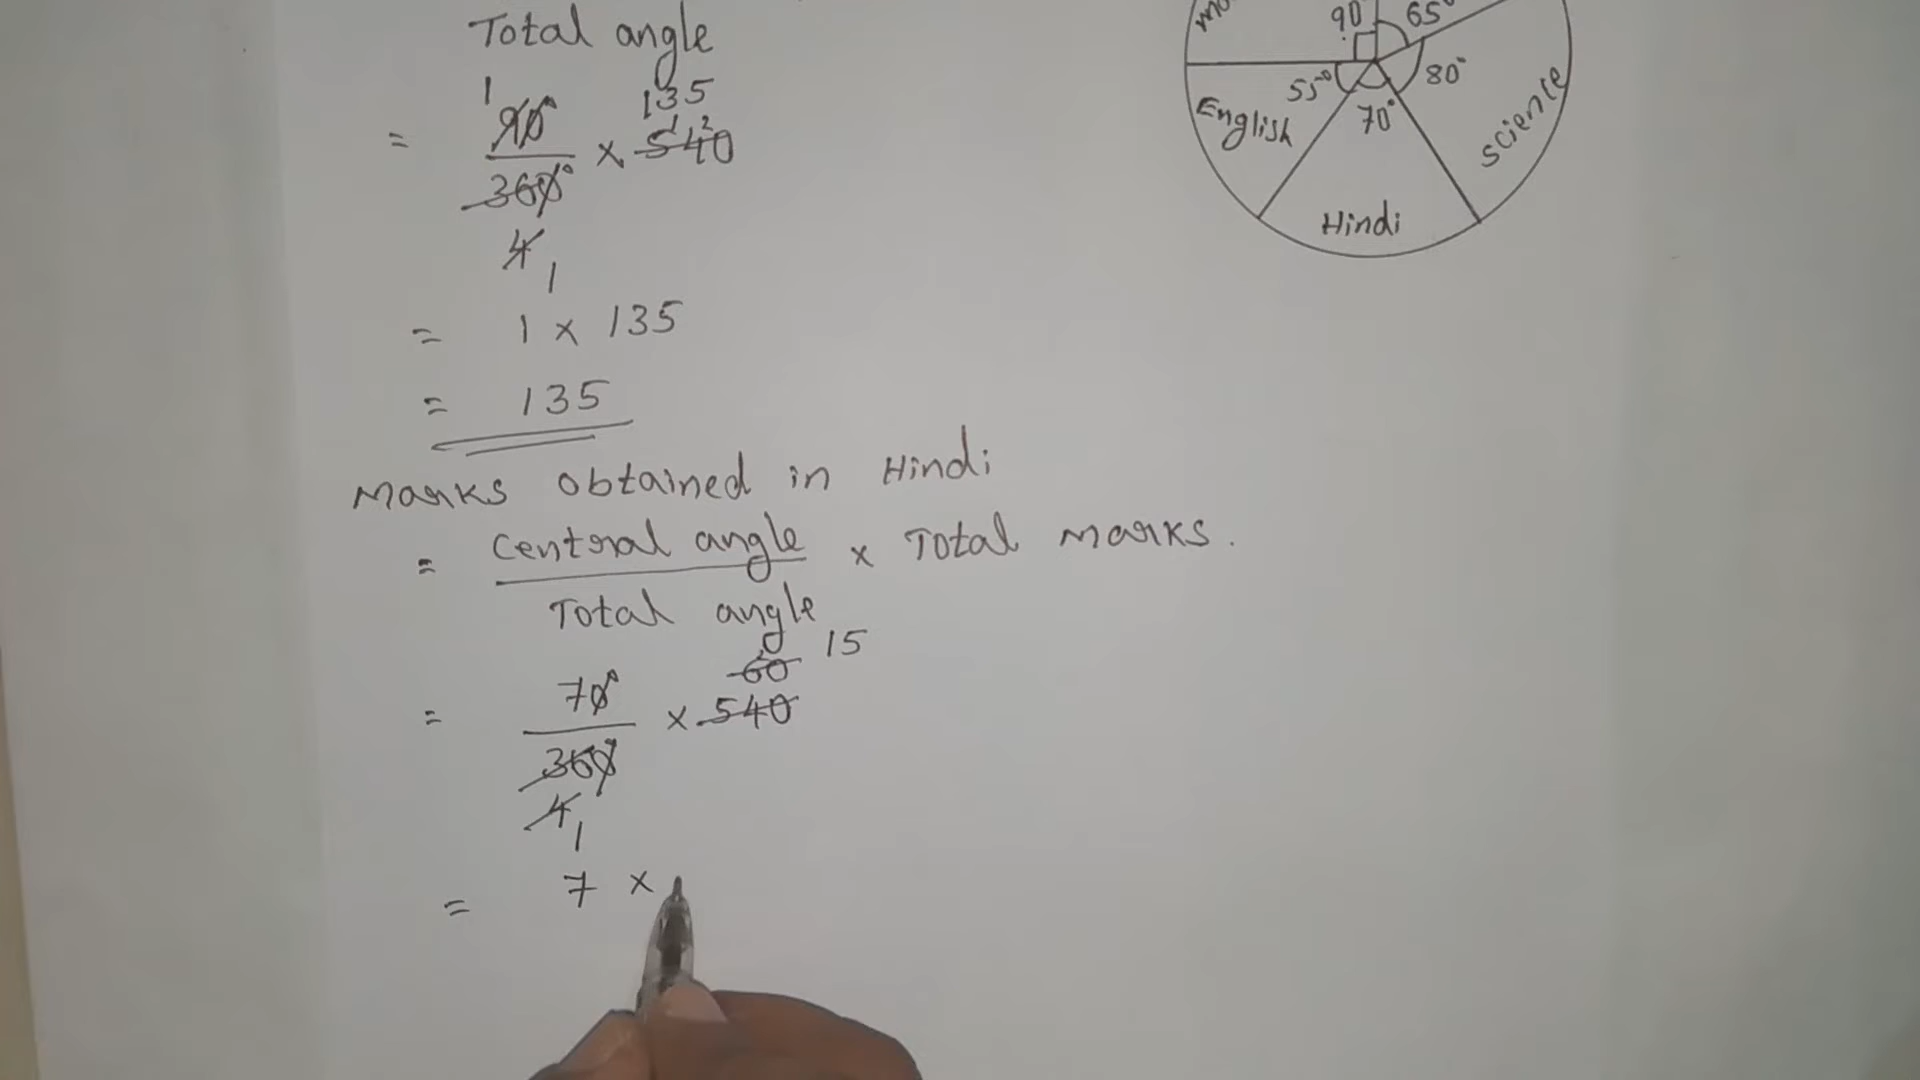 Total angle
1 135
= 90° × 540
360°
4 1
= 1 × 135
= 135
Marks obtained in Hindi
= Central angle × Total marks.
Total angle
60 15
= 70° × 540
360°
4 1
= 7 ×
90° 65°
55° 80°
70°
English
Science
Hindi